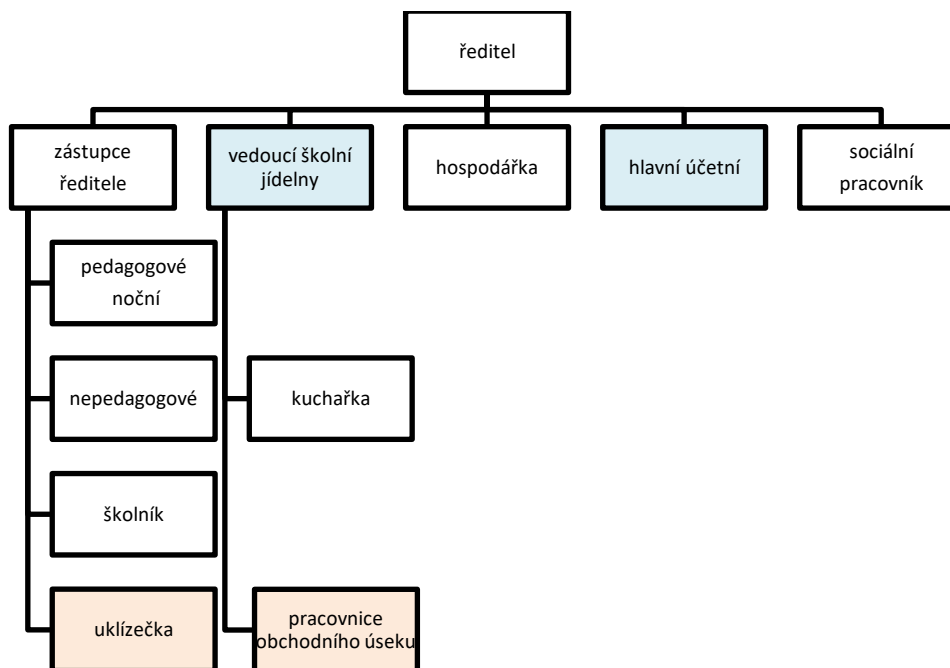 ředitel
zástupce
ředitele
vedoucí školní
jídelny
hospodářka
hlavní účetní
sociální
pracovník
pedagogové
noční
nepedagogové
kuchařka
školník
uklízečka
pracovnice
obchodního úseku